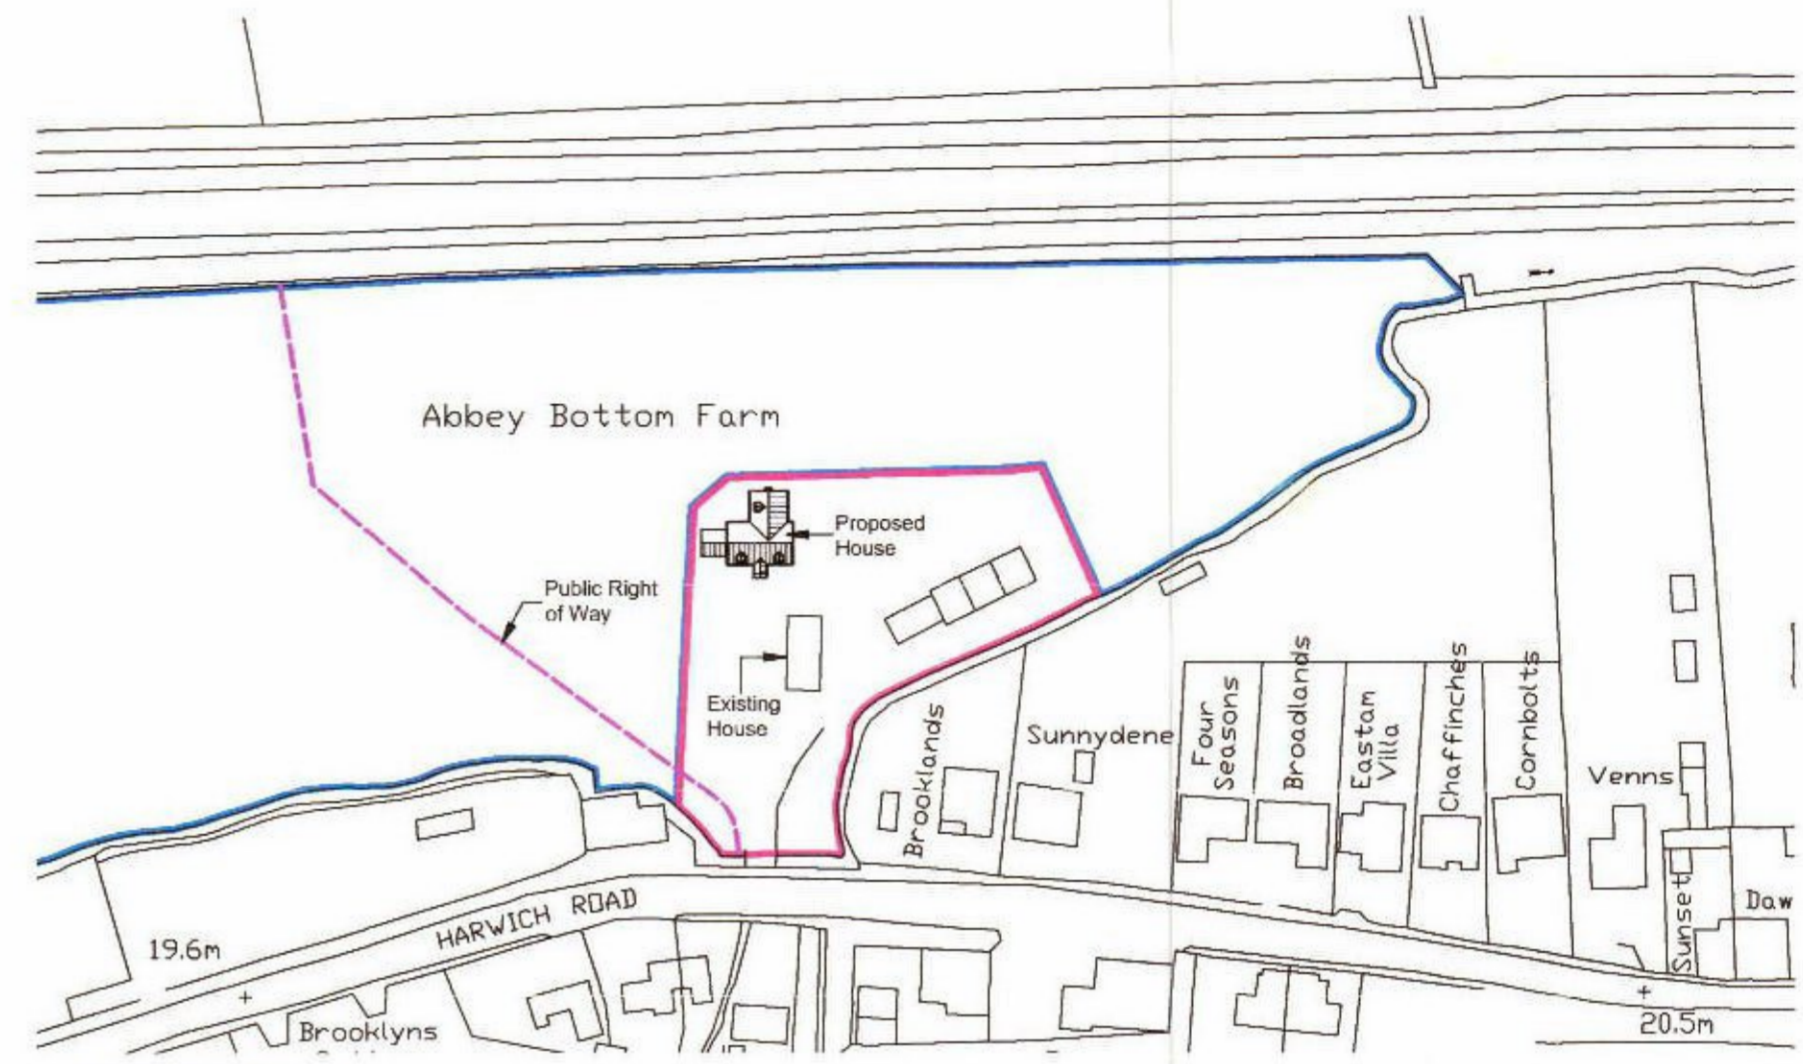 Abbey Bottom Farm
Proposed
House
Public Right
of Way
Existing
House
Brooklands
Sunnydene
Four
Seasons
Broadlands
Eastam
Villa
Chaffinches
Cornbolts
Venns
Sunset
Daw
HARWICH ROAD
19.6m
20.5m
Brooklyns